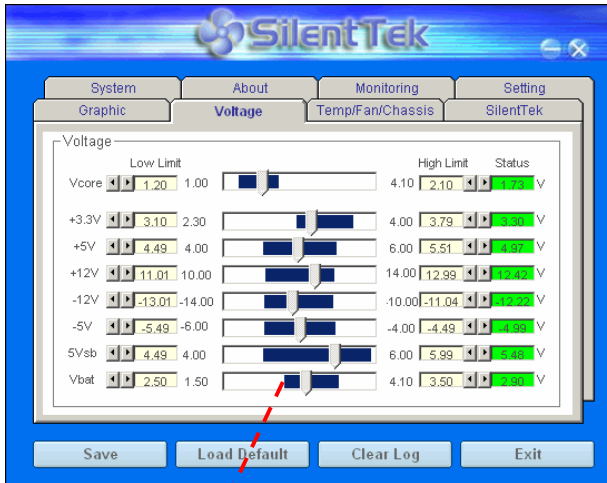 SilentTek
System About Monitoring Setting
Graphic Voltage Temp/Fan/Chassis SilentTek
Voltage
Low Limit High Limit Status
Vcore 1.20 1.00 4.10 2.10 1.73 V
+3.3V 3.10 2.30 4.00 3.79 3.30 V
+5V 4.49 4.00 6.00 5.51 4.97 V
+12V 11.01 10.00 14.00 12.99 12.42 V
-12V -13.01 -14.00 -10.00 -11.04 -12.22 V
-5V -5.49 -6.00 -4.00 -4.49 -4.99 V
5Vsb 4.49 4.00 6.00 5.99 5.48 V
Vbat 2.50 1.50 4.10 3.50 2.90 V
Save Load Default Clear Log Exit